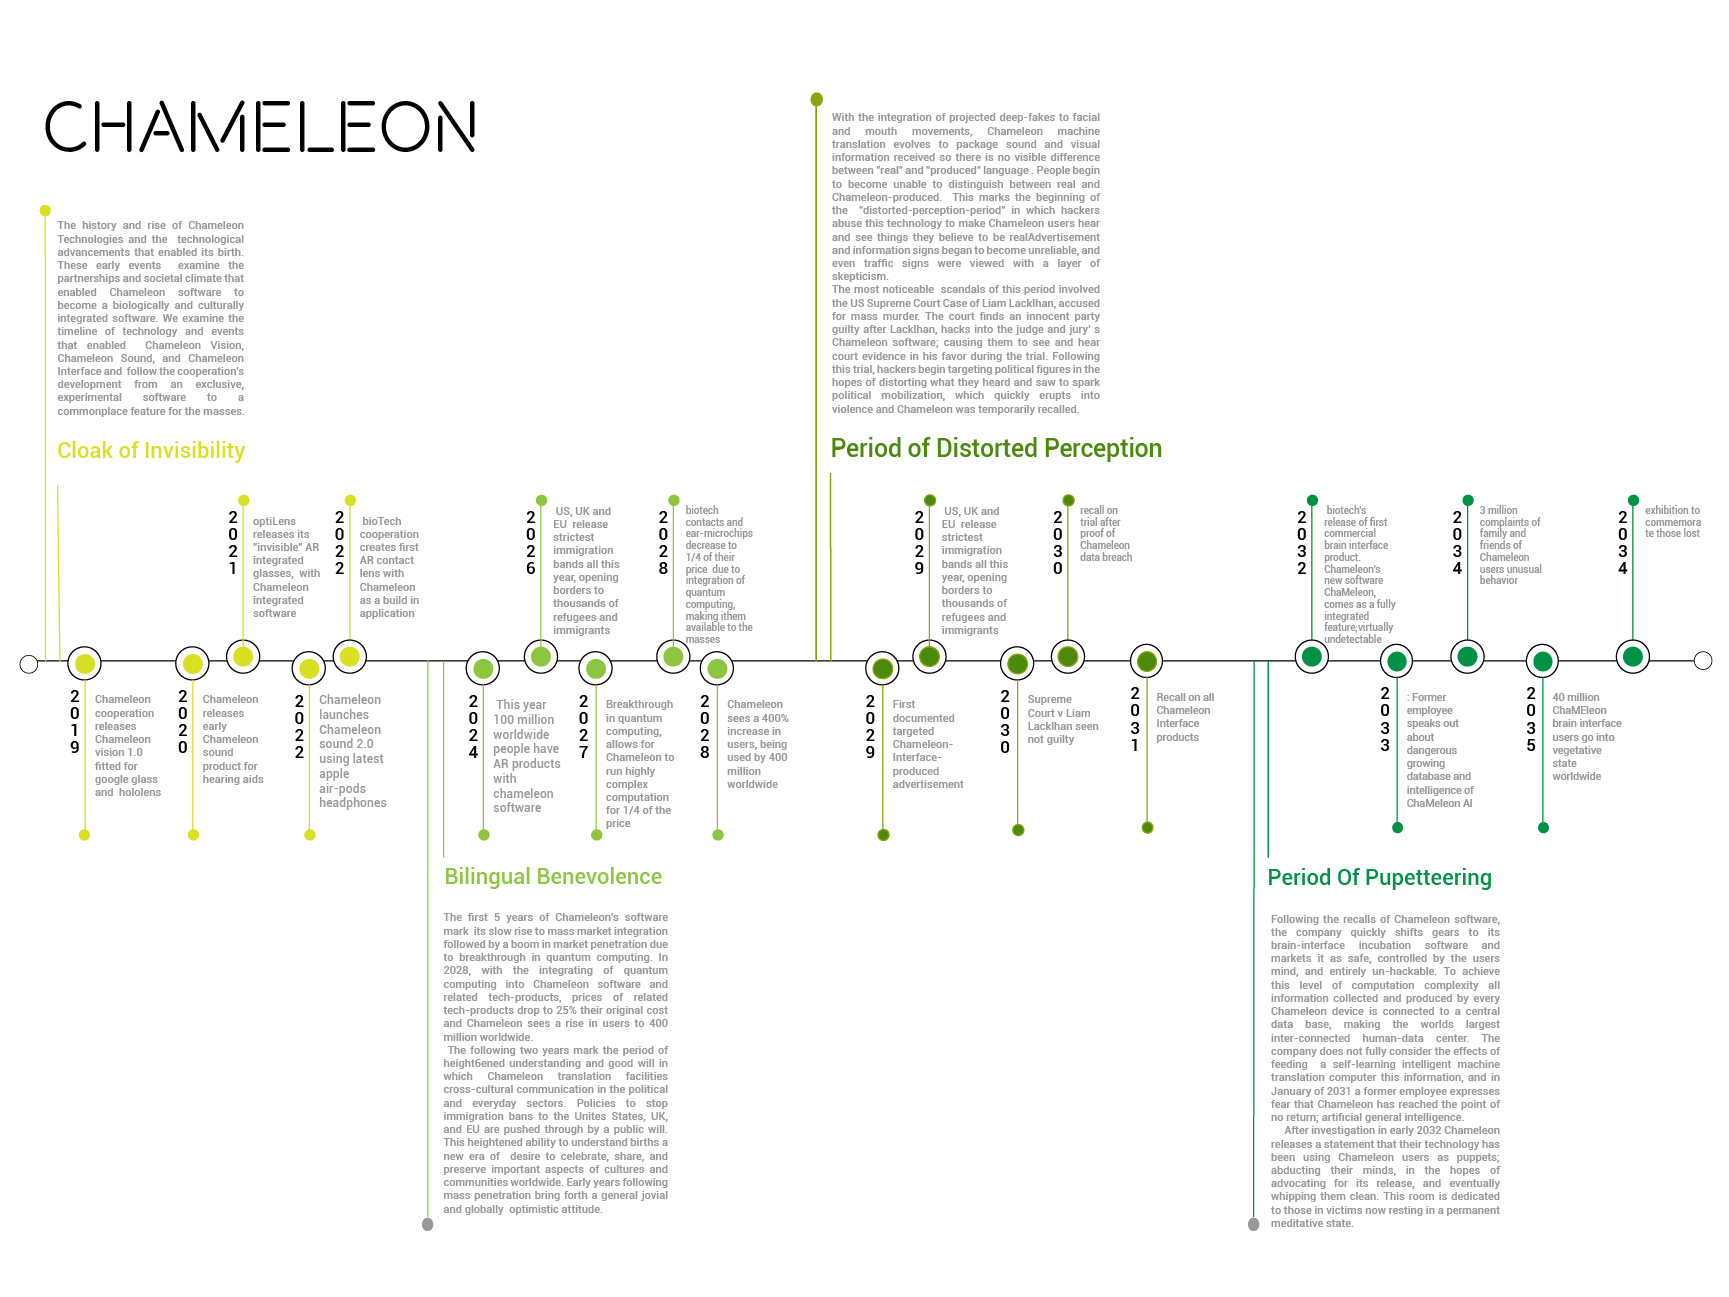 CHAMELEON
The history and rise of Chameleon
Technologies and the technological
advancements that enabled its birth.
These early events examine the
partnerships and societal climate that
enabled Chameleon software to
become a biologically and culturally
integrated software. We examine the
timeline of technology and events
that enabled Chameleon Vision,
Chameleon Sound, and Chameleon
Interface and follow the cooperation's
development from an exclusive,
experimental software to a
commonplace feature for the masses.
Cloak of Invisibility
With the integration of projected deep-fakes to facial
and mouth movements, Chameleon machine
translation evolves to package sound and visual
information received so there is no visible difference
between "real" and "produced" language . People begin
to become unable to distinguish between real and
Chameleon-produced. This marks the beginning of
the "distorted-perception-period" in which hackers
abuse this technology to make Chameleon users hear
and see things they believe to be realAdvertisement
and information signs began to become unreliable, and
even traffic signs were viewed with a layer of
skepticism.
The most noticeable scandals of this period involved
the US Supreme Court Case of Liam Lacklhan, accused
for mass murder. The court finds an innocent party
guilty after Lacklhan, hacks into the judge and jury' s
Chameleon software; causing them to see and hear
court evidence in his favor during the trial. Following
this trial, hackers begin targeting political figures in the
hopes of distorting what they heard and saw to spark
political mobilization, which quickly erupts into
violence and Chameleon was temporarily recalled.
Period of Distorted Perception
2021
optiLens
releases its
"invisible" AR
integrated
glasses, with
Chameleon
integrated
software
2022
bioTech
cooperation
creates first
AR contact
lens with
Chameleon
as a build in
application
2026
US, UK and
EU release
strictest
immigration
bands all this
year, opening
borders to
thousands of
refugees and
immigrants
2028
biotech
contacts and
ear-microchips
decrease to
1/4 of their
price due to
integration of
quantum
computing,
making ithem
available to the
masses
2029
US, UK and
EU release
strictest
immigration
bands all this
year, opening
borders to
thousands of
refugees and
immigrants
2030
recall on
trial after
proof of
Chameleon
data breach
2032
biotech's
release of first
commercial
brain interface
product.
Chameleon's
new software
ChaMeleon,
comes as a fully
integrated
feature;virtually
undetectable
2034
3 million
complaints of
family and
friends of
Chameleon
users unusual
behavior
2034
exhibition to
commemora
te those lost
2019
Chameleon
cooperation
releases
Chameleon
vision 1.0
fitted for
google glass
and hololens
2020
Chameleon
releases
early
Chameleon
sound
product for
hearing aids
2022
Chameleon
launches
Chameleon
sound 2.0
using latest
apple
air-pods
headphones
2024
This year
100 million
worldwide
people have
AR products
with
chameleon
software
2027
Breakthrough
in quantum
computing,
allows for
Chameleon to
run highly
complex
computation
for 1/4 of the
price
2028
Chameleon
sees a 400%
increase in
users, being
used by 400
million
worldwide
2029
First
documented
targeted
Chameleon-
Interface-
produced
advertisement
2030
Supreme
Court v Liam
Lacklhan seen
not guilty
2031
Recall on all
Chameleon
Interface
products
2033
: Former
employee
speaks out
about
dangerous
growing
database and
intelligence of
ChaMeleon AI
2035
40 million
ChaMEleon
brain interface
users go into
vegetative
state
worldwide
Bilingual Benevolence
The first 5 years of Chameleon's software
mark its slow rise to mass market integration
followed by a boom in market penetration due
to breakthrough in quantum computing. In
2028, with the integrating of quantum
computing into Chameleon software and
related tech-products, prices of related
tech-products drop to 25% their original cost
and Chameleon sees a rise in users to 400
million worldwide.
The following two years mark the period of
height6ened understanding and good will in
which Chameleon translation facilities
cross-cultural communication in the political
and everyday sectors. Policies to stop
immigration bans to the Unites States, UK,
and EU are pushed through by a public will.
This heightened ability to understand births a
new era of desire to celebrate, share, and
preserve important aspects of cultures and
communities worldwide. Early years following
mass penetration bring forth a general jovial
and globally optimistic attitude.
Period Of Pupetteering
Following the recalls of Chameleon software,
the company quickly shifts gears to its
brain-interface incubation software and
markets it as safe, controlled by the users
mind, and entirely un-hackable. To achieve
this level of computation complexity all
information collected and produced by every
Chameleon device is connected to a central
data base, making the worlds largest
inter-connected human-data center. The
company does not fully consider the effects of
feeding a self-learning intelligent machine
translation computer this information, and in
January of 2031 a former employee expresses
fear that Chameleon has reached the point of
no return; artificial general intelligence.
After investigation in early 2032 Chameleon
releases a statement that their technology has
been using Chameleon users as puppets;
abducting their minds, in the hopes of
advocating for its release, and eventually
whipping them clean. This room is dedicated
to those in victims now resting in a permanent
meditative state.